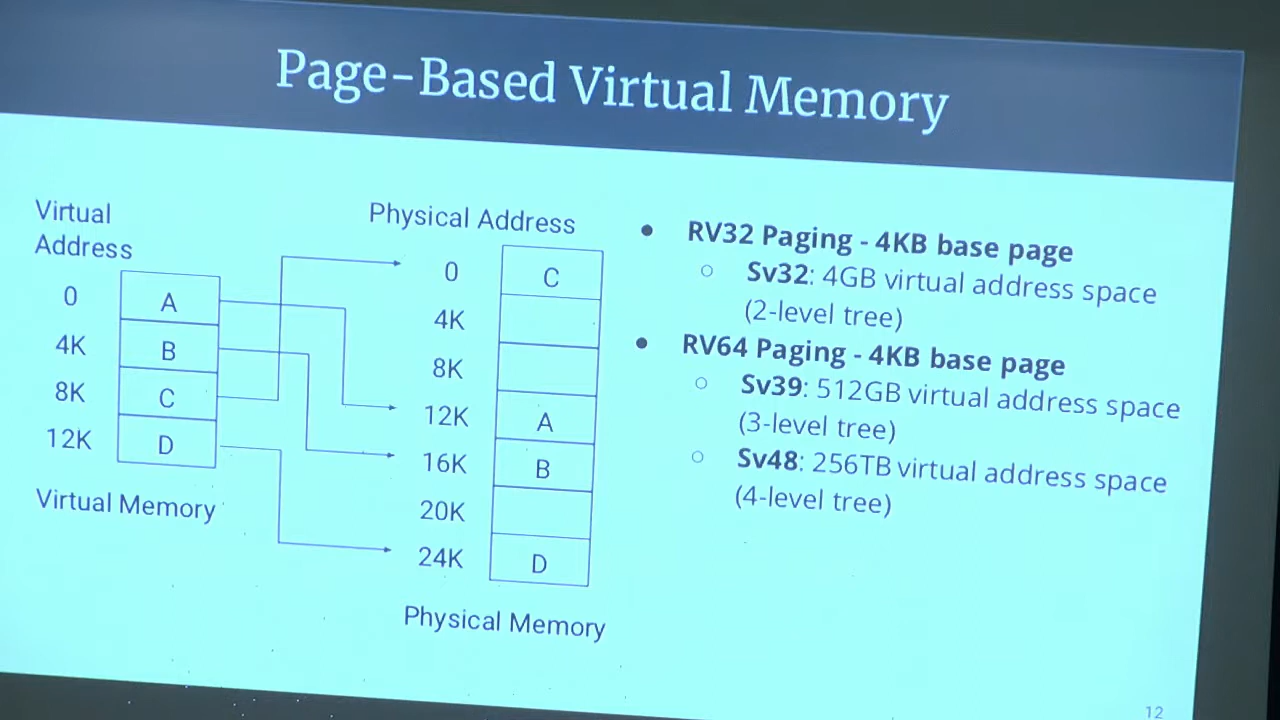 Page-Based Virtual Memory
Virtual
Address
0
A
4K
B
8K
C
12K
D
Virtual Memory
Physical Address
0
C
4K
8K
12K
A
16K
B
20K
24K
D
Physical Memory
• RV32 Paging - 4KB base page
○ Sv32: 4GB virtual address space
(2-level tree)
• RV64 Paging - 4KB base page
○ Sv39: 512GB virtual address space
(3-level tree)
○ Sv48: 256TB virtual address space
(4-level tree)
12